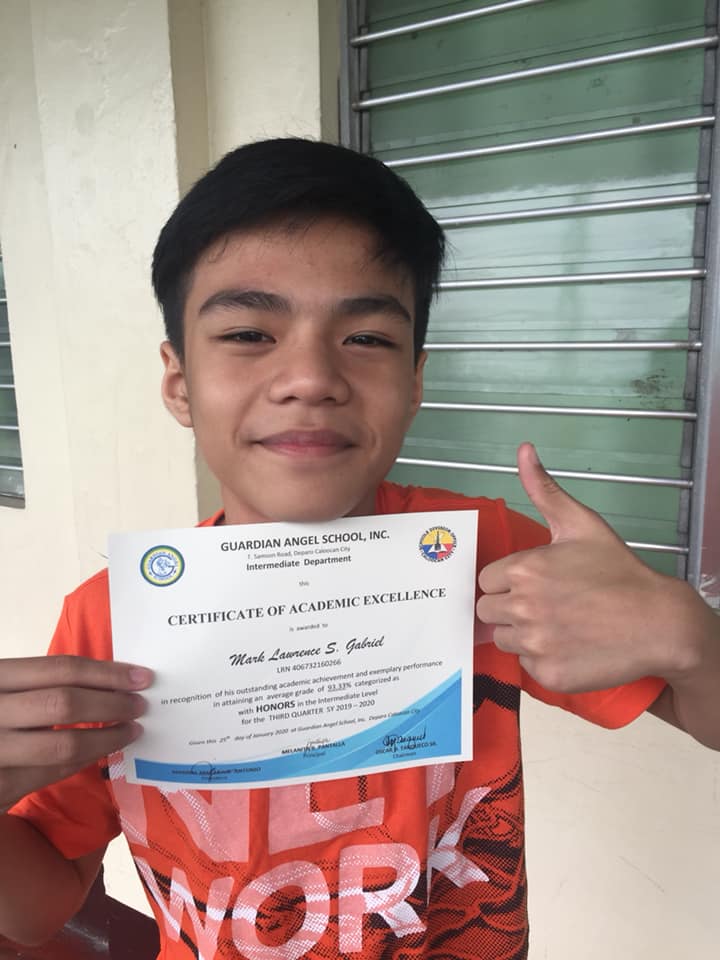 GUARDIAN ANGEL SCHOOL, INC.
T. Samson Road, Deparo Caloocan City
Intermediate Department
this
CERTIFICATE OF ACADEMIC EXCELLENCE
is awarded to
Mark Lawrence S. Gabriel
LRN 406732160266
in recognition of his outstanding academic achievement and exemplary performance
in attaining an average grade of 93.33% categorized as
with HONORS in the Intermediate Level
for the THIRD QUARTER SY 2019 – 2020
Given this 25th day of January 2020 at Guardian Angel School, Inc. Deparo Caloocan City
Principal
Chairman
WORK